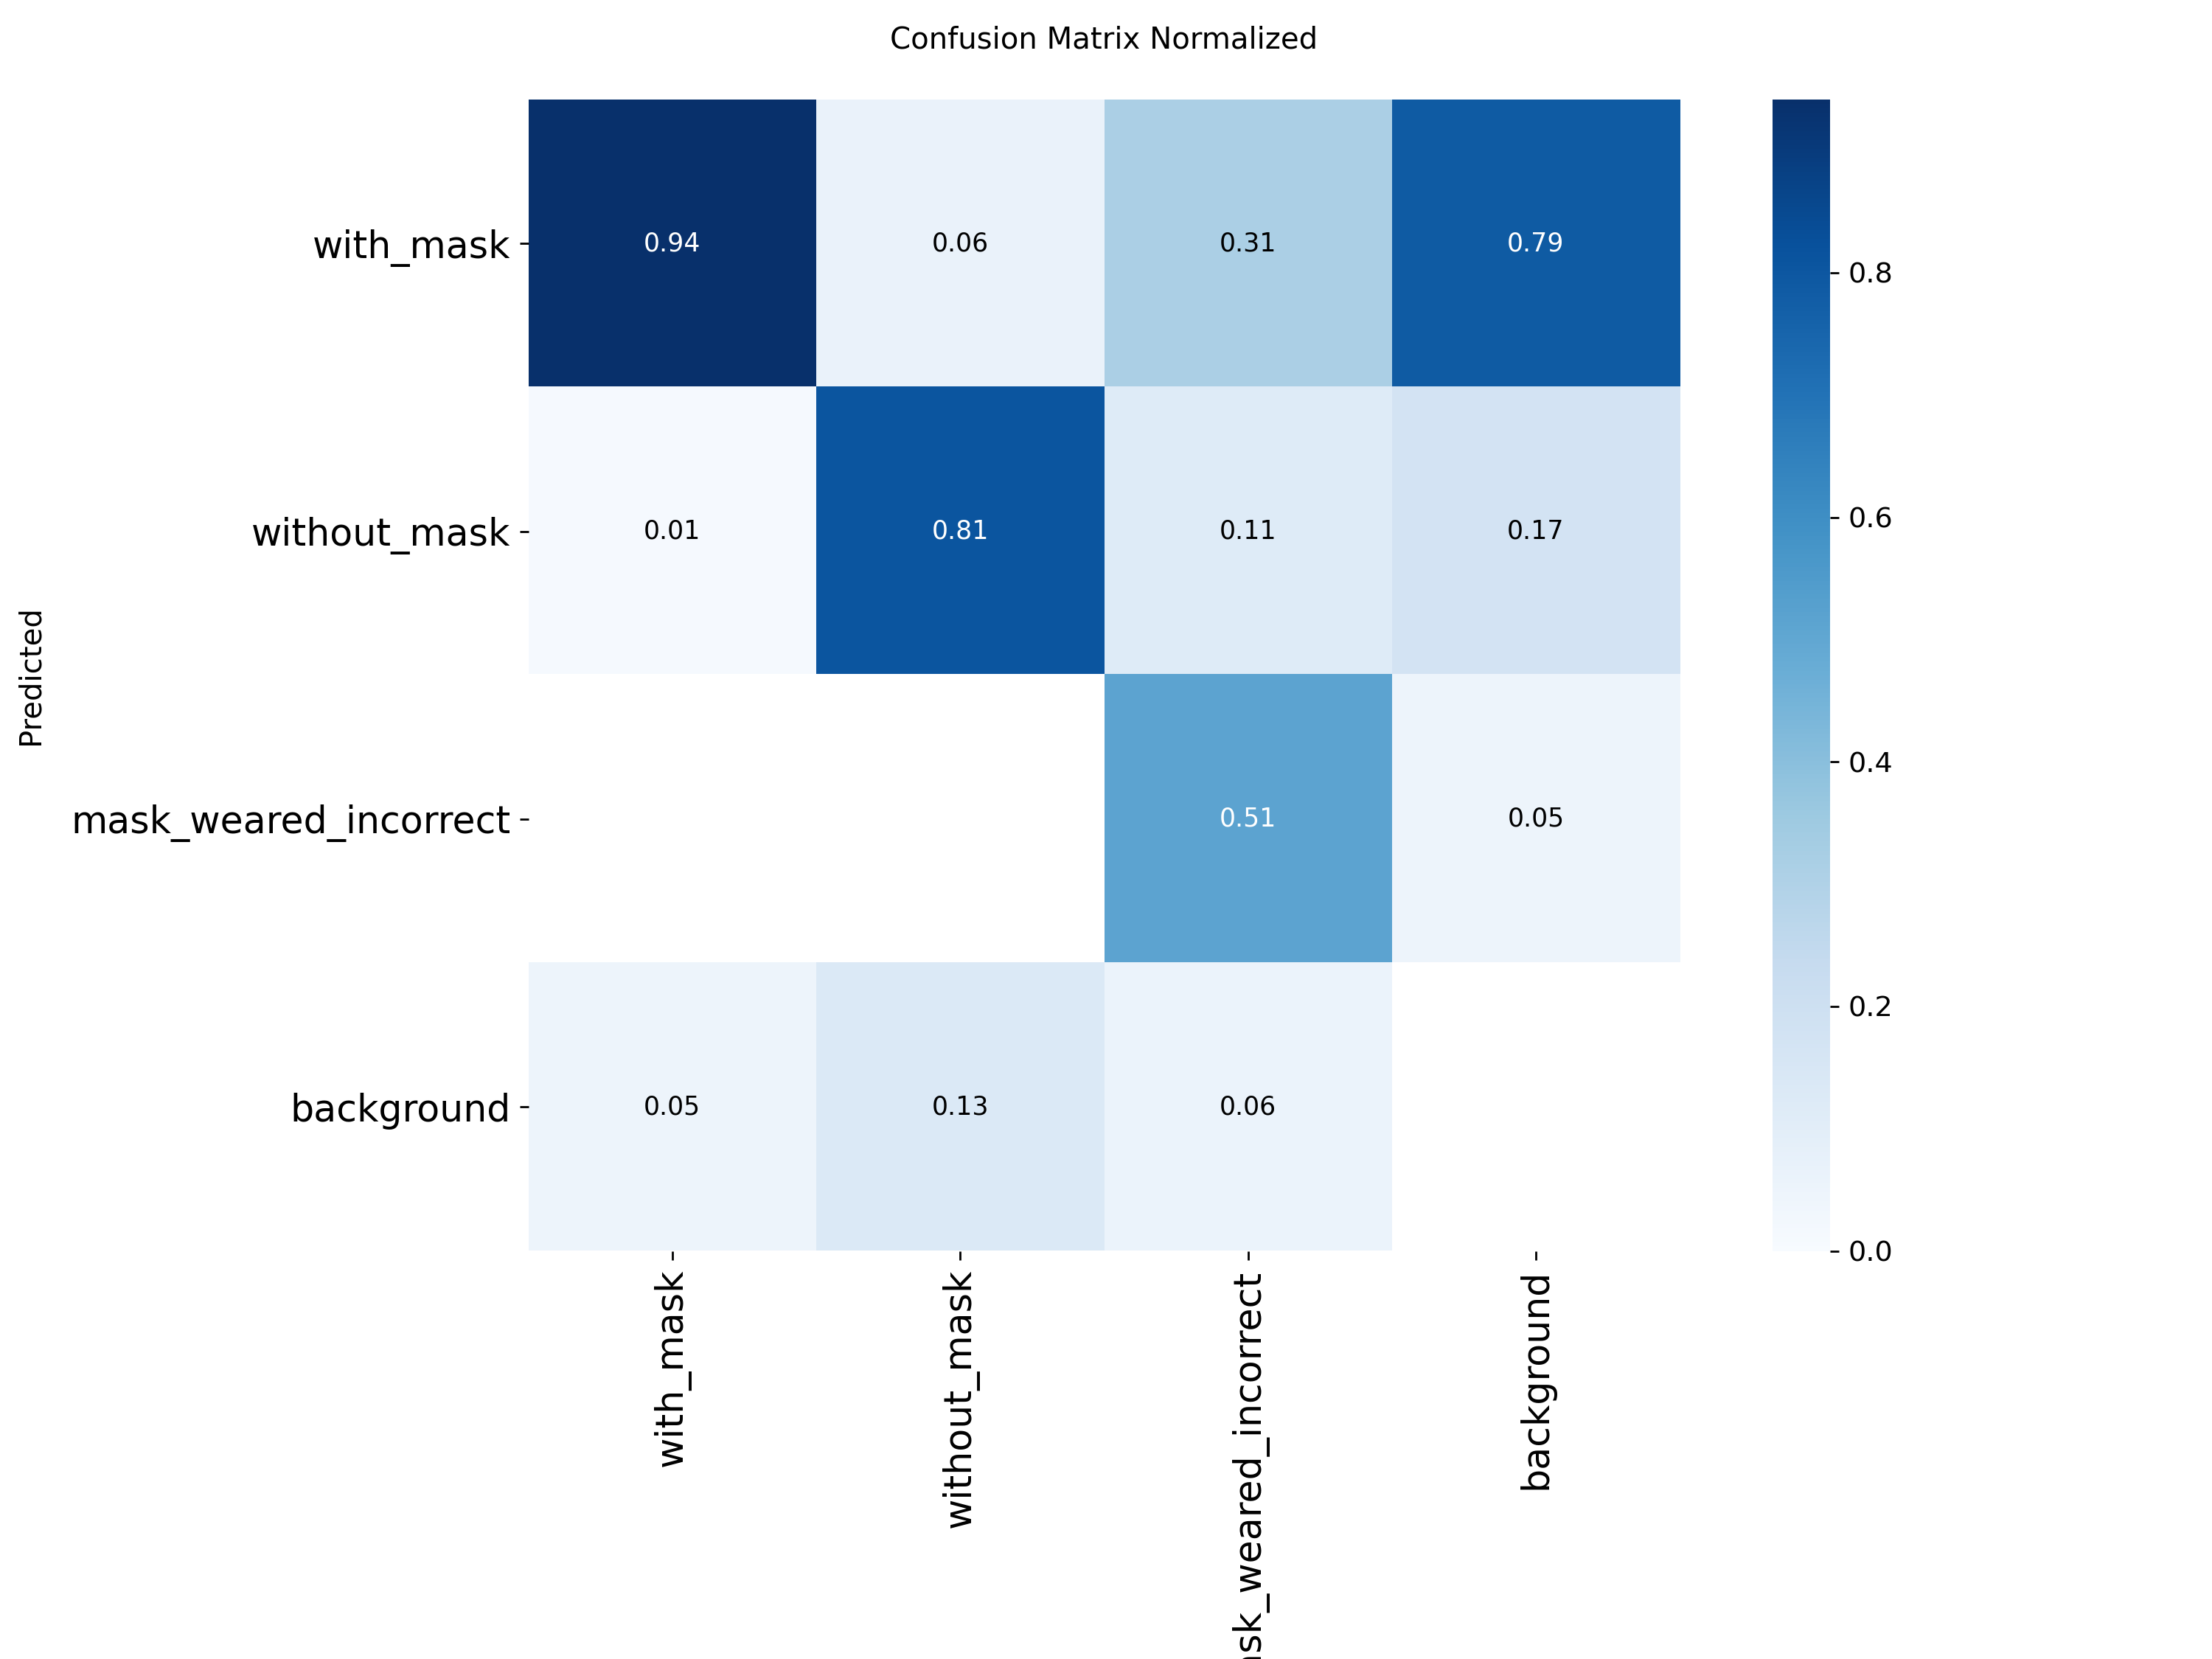 Confusion Matrix Normalized
with_mask 0.94 0.06 0.31 0.79
without_mask 0.01 0.81 0.11 0.17
mask_weared_incorrect 0.51 0.05
background 0.05 0.13 0.06
Predicted
with_mask
without_mask
ask_weared_incorrect
background
0.8
0.6
0.4
0.2
0.0